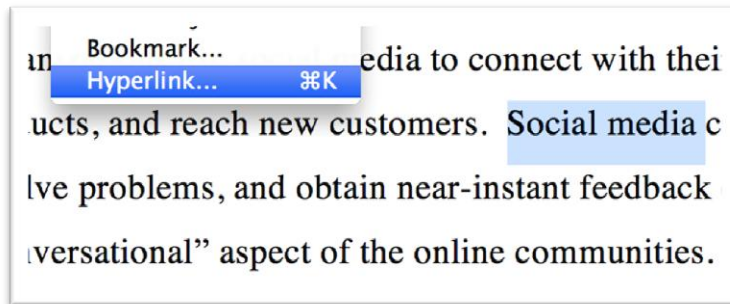 Bookmark...
edia to connect with thei
Hyperlink... ⌘K
ucts, and reach new customers. Social media c
lve problems, and obtain near-instant feedback
versational” aspect of the online communities.